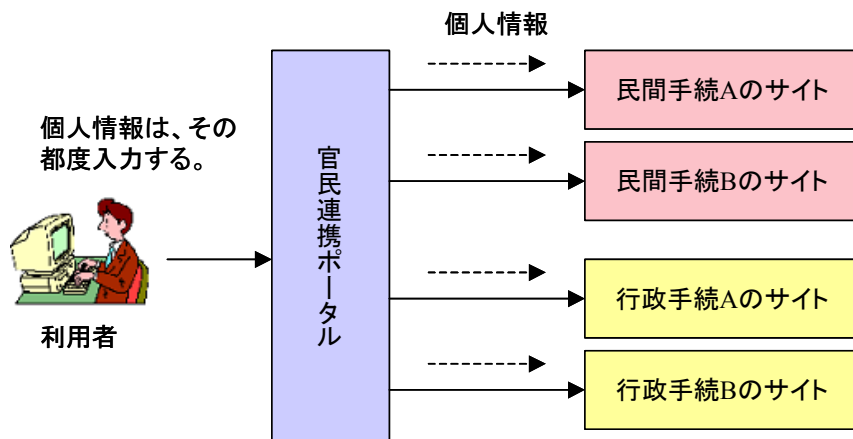 個人情報
個人情報は、その
都度入力する。
利用者
官民連携ポータル
民間手続Aのサイト
民間手続Bのサイト
行政手続Aのサイト
行政手続Bのサイト